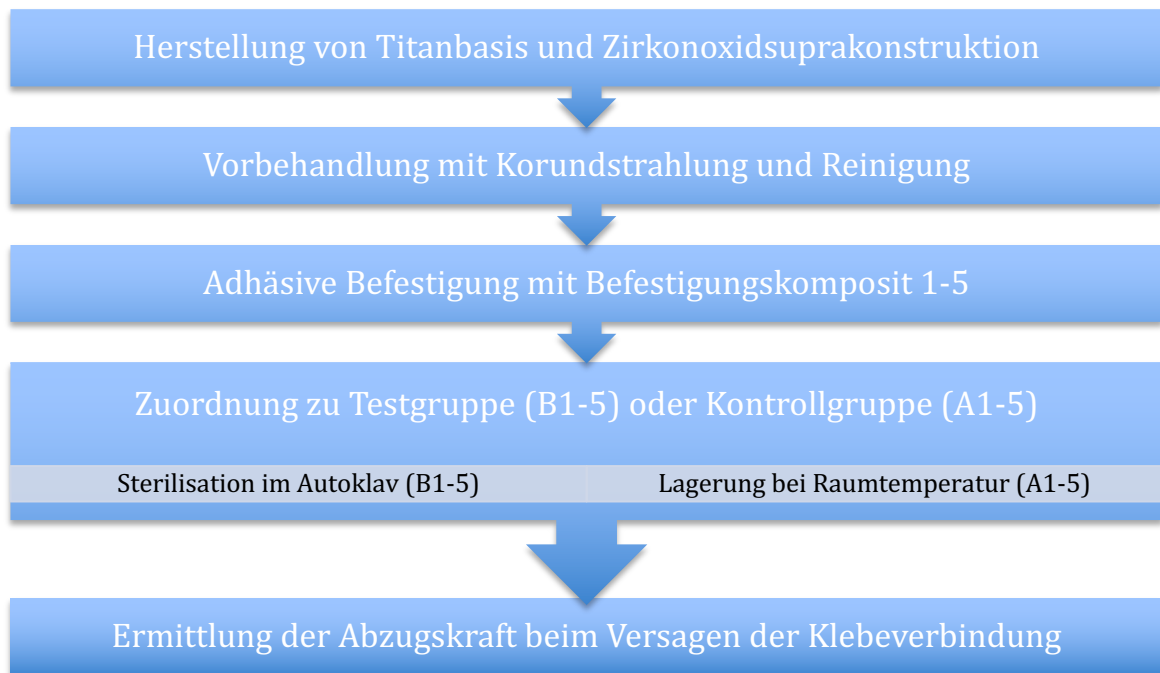 Herstellung von Titanbasis und Zirkonoxidsuprakonstruktion
Vorbehandlung mit Korundstrahlung und Reinigung
Adhäsive Befestigung mit Befestigungskomposit 1-5
Zuordnung zu Testgruppe (B1-5) oder Kontrollgruppe (A1-5)
Sterilisation im Autoklav (B1-5)
Lagerung bei Raumtemperatur (A1-5)
Ermittlung der Abzugskraft beim Versagen der Klebeverbindung